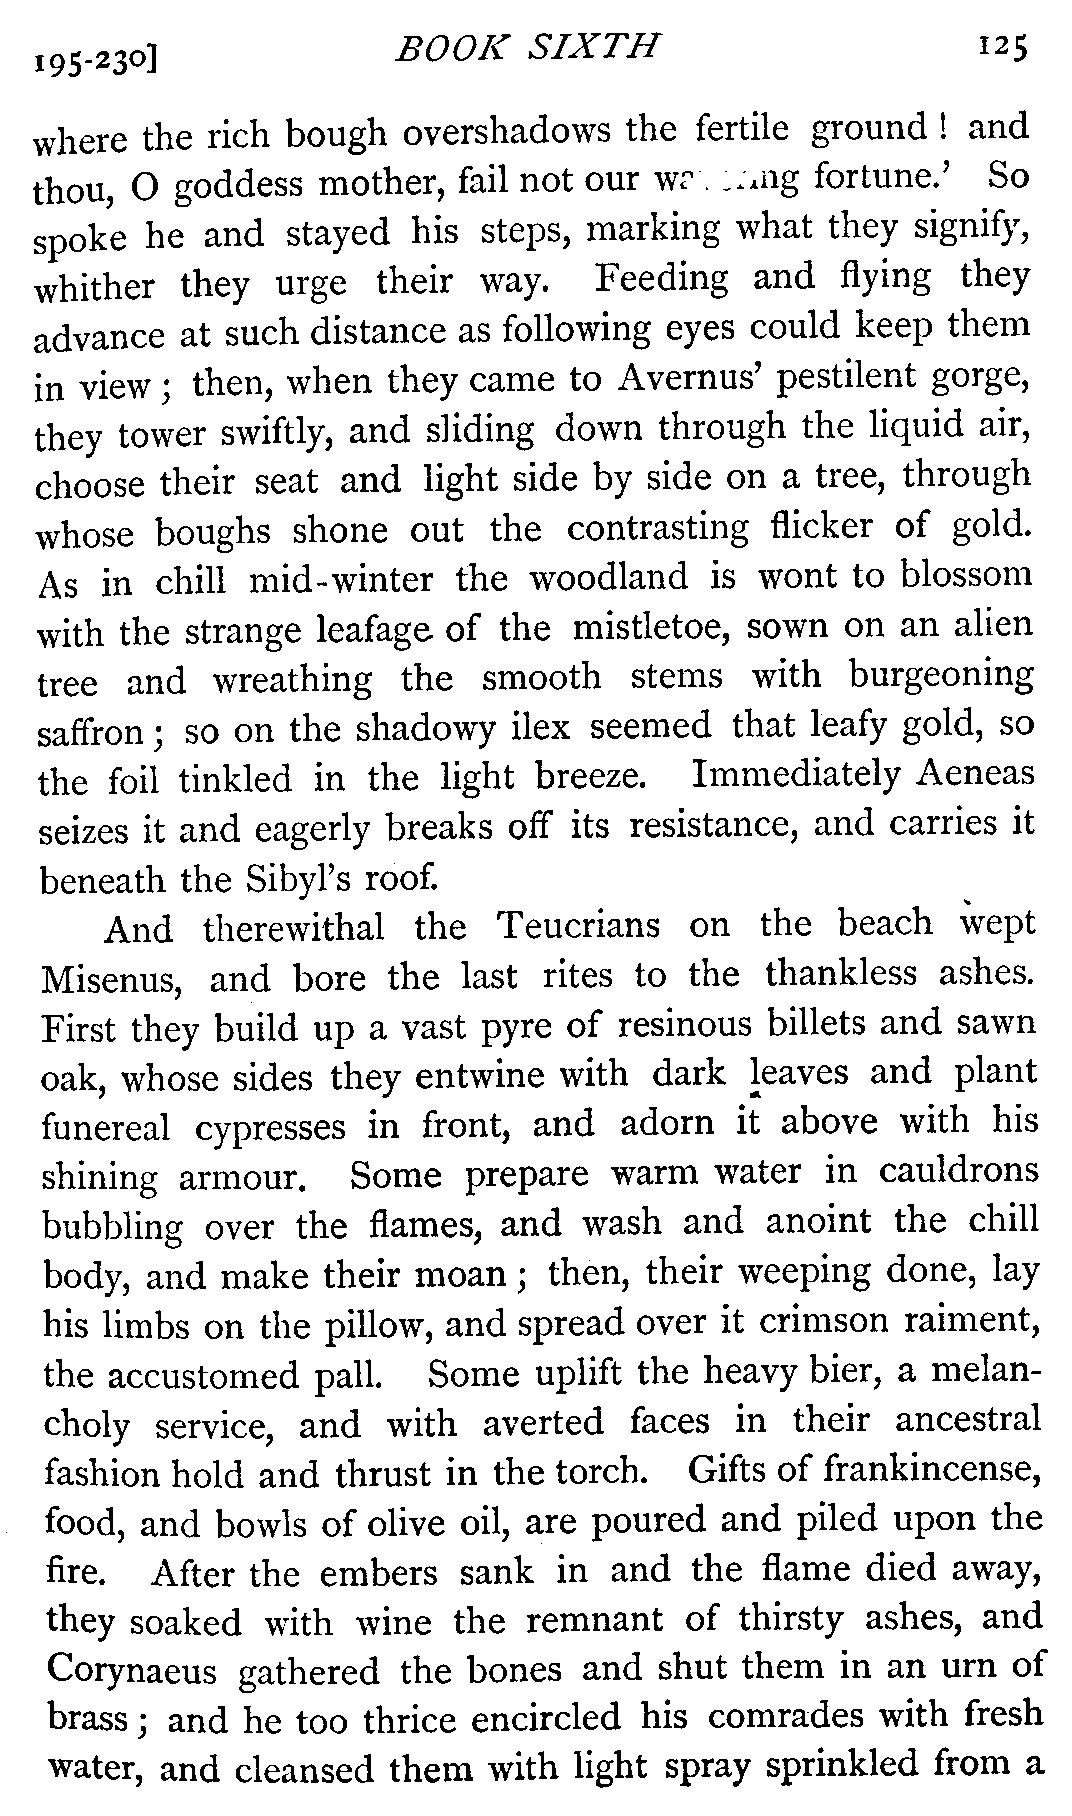 195-230] BOOK SIXTH 125
where the rich bough overshadows the fertile ground ! and
thou, O goddess mother, fail not our fortune.' So
spoke he and stayed his steps, marking what they signify,
whither they urge their way. Feeding and flying they
advance at such distance as following eyes could keep them
in view ; then, when they came to Avernus' pestilent gorge,
they tower swiftly, and sliding down through the liquid air,
choose their seat and light side by side on a tree, through
whose boughs shone out the contrasting flicker of gold.
As in chill mid-winter the woodland is wont to blossom
with the strange leafage of the mistletoe, sown on an alien
tree and wreathing the smooth stems with burgeoning
saffron ; so on the shadowy ilex seemed that leafy gold, so
the foil tinkled in the light breeze. Immediately Aeneas
seizes it and eagerly breaks off its resistance, and carries it
beneath the Sibyl's roof.
And therewithal the Teucrians on the beach wept
Misenus, and bore the last rites to the thankless ashes.
First they build up a vast pyre of resinous billets and sawn
oak, whose sides they entwine with dark leaves and plant
funereal cypresses in front, and adorn it above with his
shining armour. Some prepare warm water in cauldrons
bubbling over the flames, and wash and anoint the chill
body, and make their moan ; then, their weeping done, lay
his limbs on the pillow, and spread over it crimson raiment,
the accustomed pall. Some uplift the heavy bier, a melan-
choly service, and with averted faces in their ancestral
fashion hold and thrust in the torch. Gifts of frankincense,
food, and bowls of olive oil, are poured and piled upon the
fire. After the embers sank in and the flame died away,
they soaked with wine the remnant of thirsty ashes, and
Corynaeus gathered the bones and shut them in an urn of
brass ; and he too thrice encircled his comrades with fresh
water, and cleansed them with light spray sprinkled from a